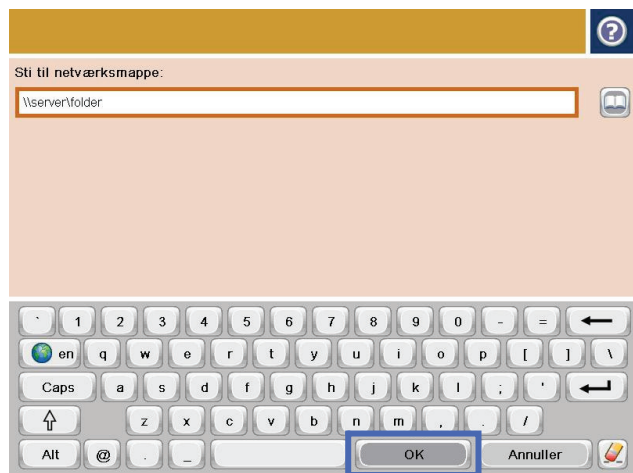 ?
Sti til netværksmappe:
\\server\folder
` 1 2 3 4 5 6 7 8 9 0 - =
en q w e r t y u i o p [ ] \
Caps a s d f g h j k l ; '
z x c v b n m , . /
Alt @ . _ OK Annuller